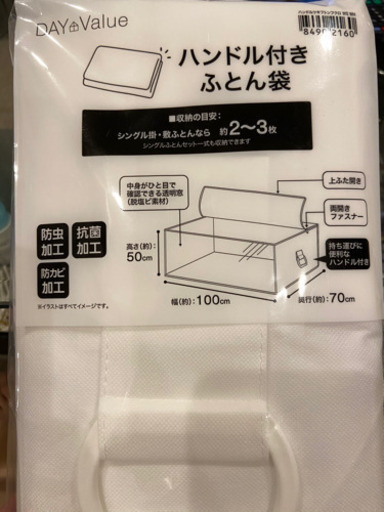 DAY Value
ハンドル付き
ふとん袋
■収納の目安:
シングル掛・敷ふとんなら 約2〜3枚
シングルふとんセット一式も収納できます
中身がひと目で
確認できる透明窓
(脱塩ビ素材)
上ふた開き
両開き
ファスナー
持ち運びに
便利な
ハンドル付き
高さ(約):
50cm
幅(約):100cm
奥行(約):70cm
防虫
加工
抗菌
加工
防カビ
加工
※イラストはすべてイメージです。